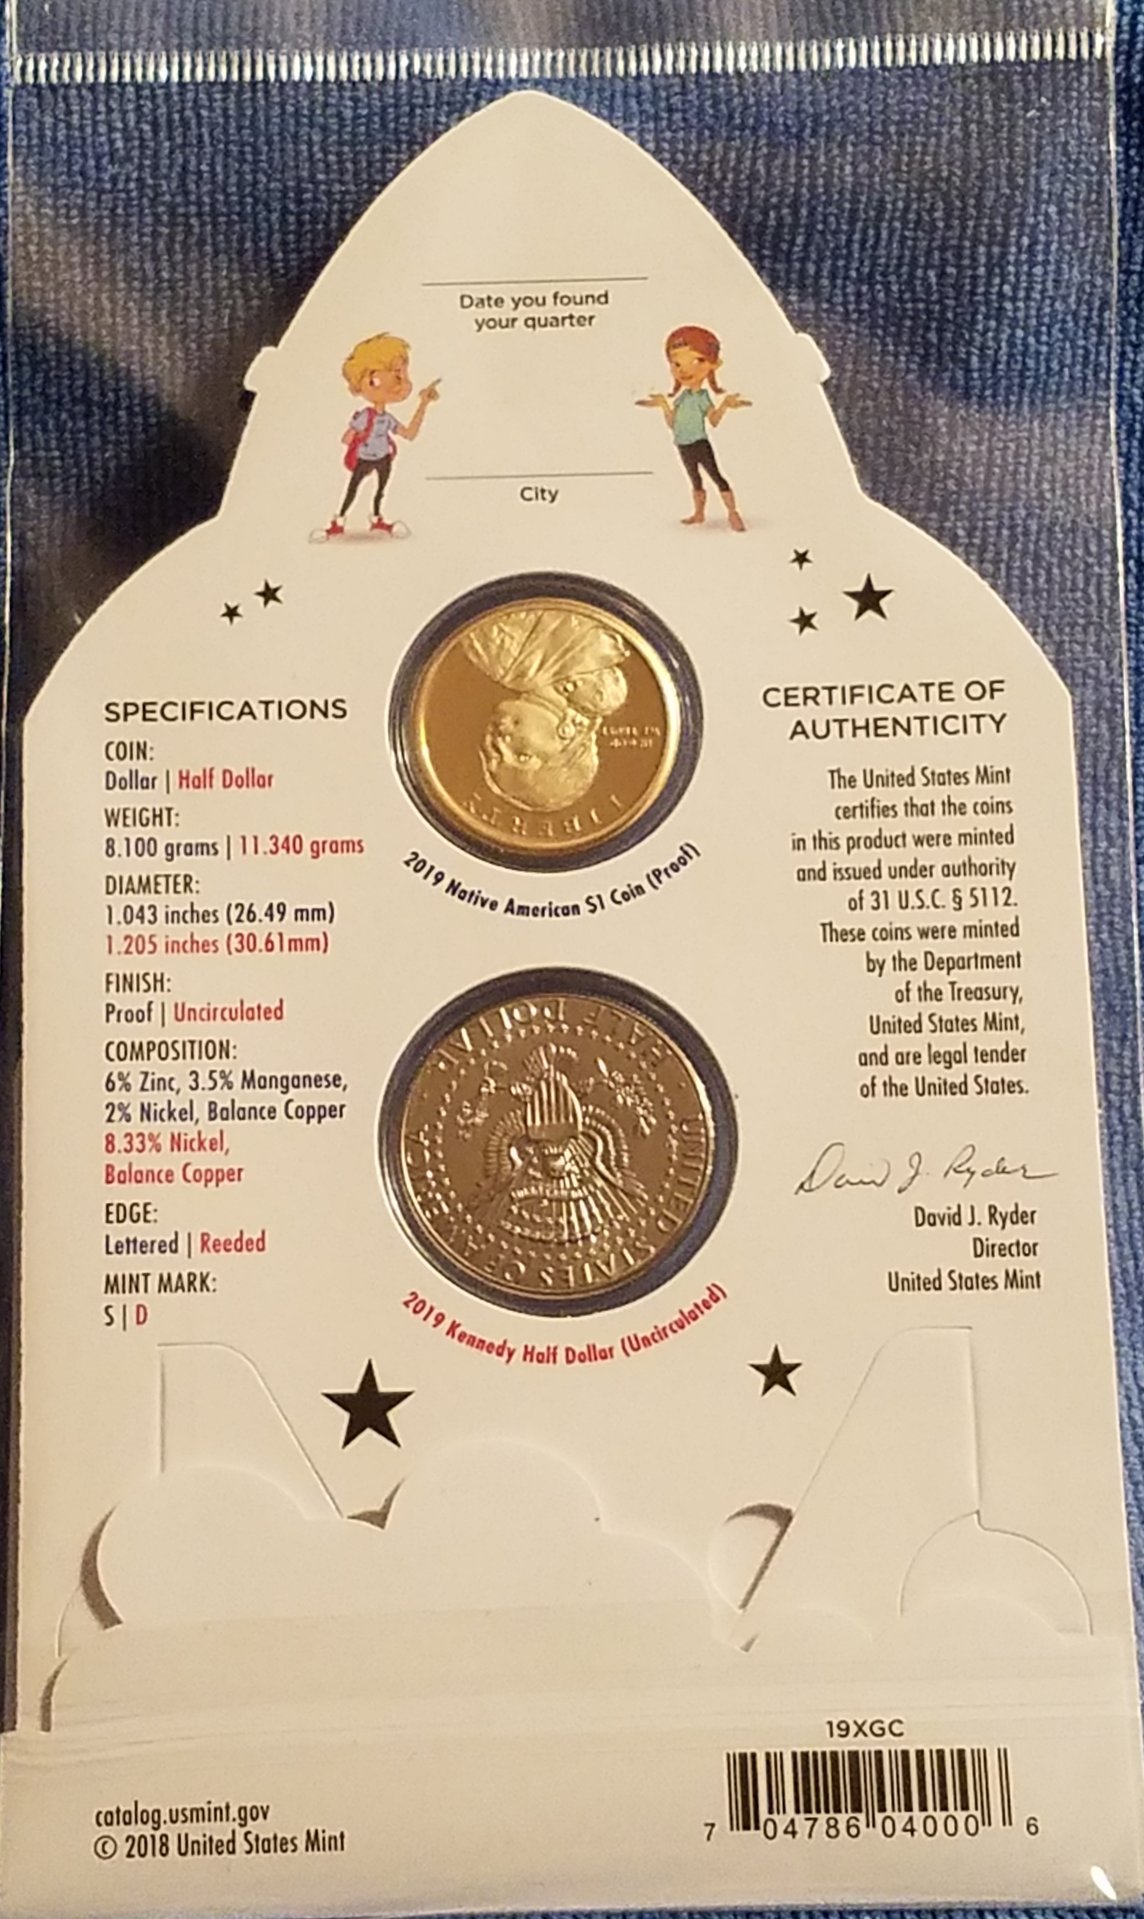 Date you found
your quarter
City
SPECIFICATIONS
COIN:
Dollar | Half Dollar
WEIGHT:
8.100 grams | 11.340 grams
DIAMETER:
1.043 inches (26.49 mm)
1.205 inches (30.61mm)
FINISH:
Proof | Uncirculated
COMPOSITION:
6% Zinc, 3.5% Manganese,
2% Nickel, Balance Copper
8.33% Nickel,
Balance Copper
EDGE:
Lettered | Reeded
MINT MARK:
S | D
LIBERTY
2019 Native American $1 Coin (Proof)
UNITED STATES OF AMERICA
HALF DOLLAR
2019 Kennedy Half Dollar (Uncirculated)
CERTIFICATE OF
AUTHENTICITY
The United States Mint
certifies that the coins
in this product were minted
and issued under authority
of 31 U.S.C. § 5112.
These coins were minted
by the Department
of the Treasury,
United States Mint,
and are legal tender
of the United States.
David J. Ryder
David J. Ryder
Director
United States Mint
19XGC
7 04786 04000 6
catalog.usmint.gov
© 2018 United States Mint